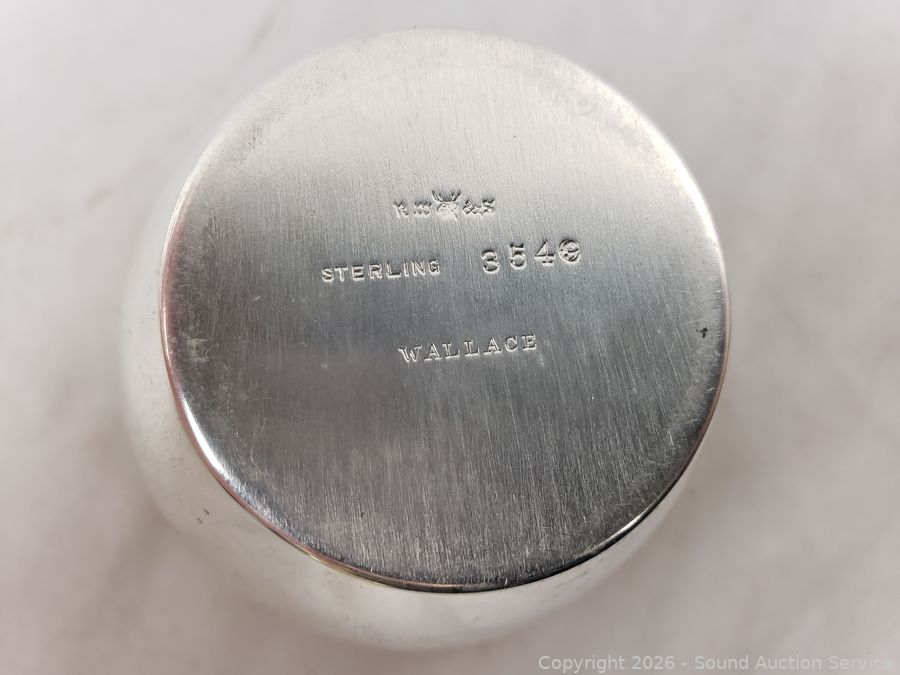 R W & S
STERLING 3549
WALLACE
Copyright 2026 - Sound Auction Service